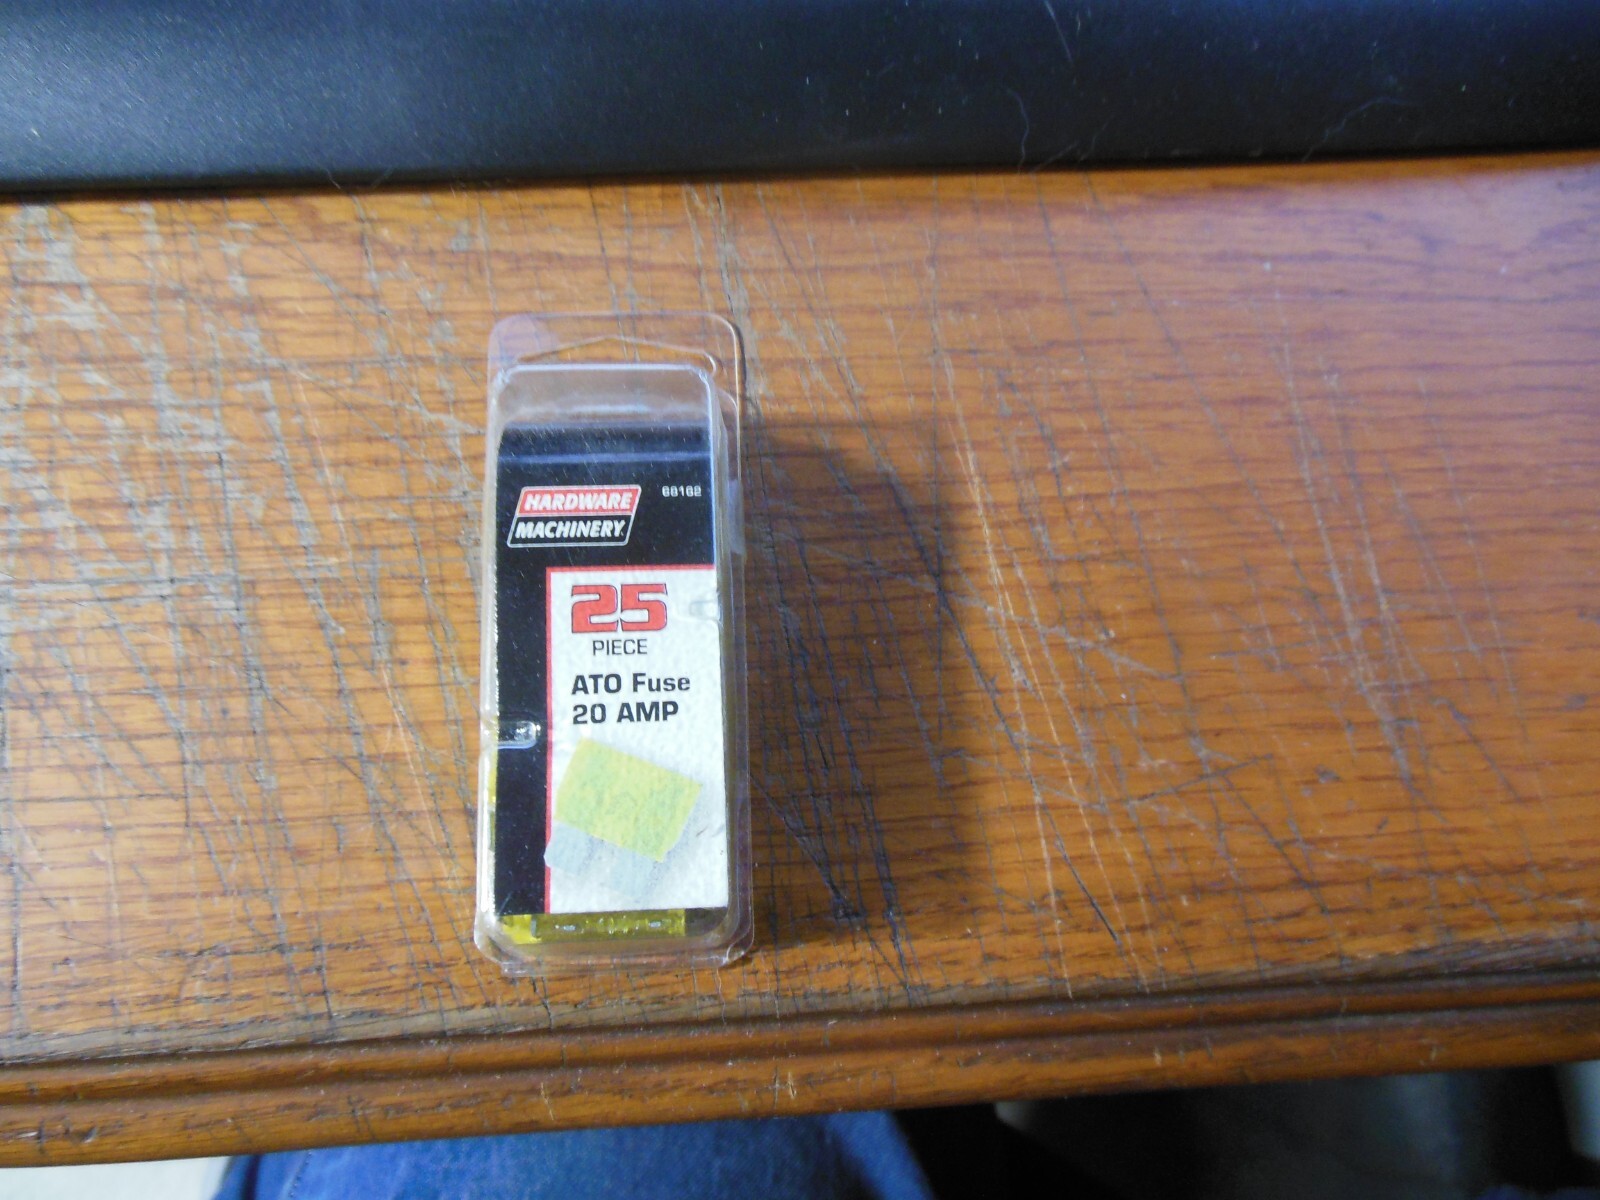 HARDWARE
MACHINERY
68162
25
PIECE
ATO Fuse
20 AMP